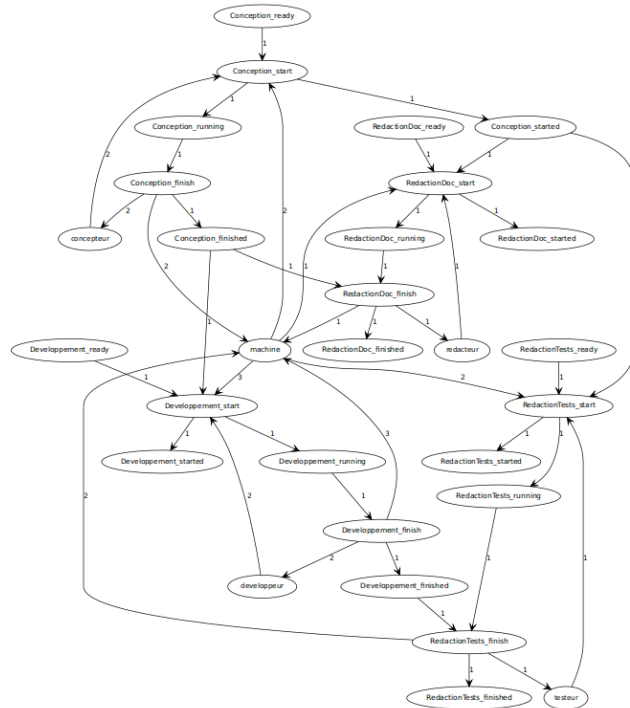 Conception_ready
1
Conception_start
1
1
Conception_running
RedactionDoc_ready
Conception_started
2
1
1
1
Conception_finish
RedactionDoc_start
2
2
1
2
1
1
1
concepteur
Conception_finished
RedactionDoc_running
RedactionDoc_started
1
1
1
RedactionDoc_finish
1
1
1
1
Developpement_ready
machine
RedactionDoc_finished
redacteur
RedactionTests_ready
1
3
2
1
Developpement_start
RedactionTests_start
1
1
3
1
1
Developpement_started
Developpement_running
RedactionTests_started
2
2
1
RedactionTests_running
Developpement_finish
2
1
1
1
developpeur
Developpement_finished
1
RedactionTests_finish
1
1
RedactionTests_finished
testeur